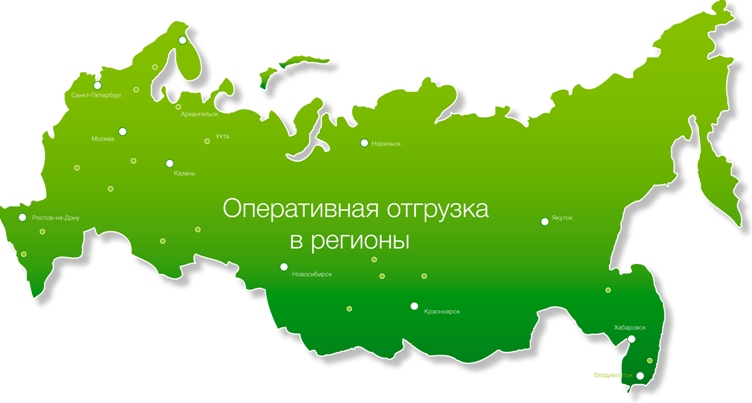 Санкт-Петербург
Архангельск
Москва
Ухта
Норильск
Казань
Ростов-на-Дону
Оперативная отгрузка
в регионы
Якутск
Новосибирск
Красноярск
Хабаровск
Владивосток